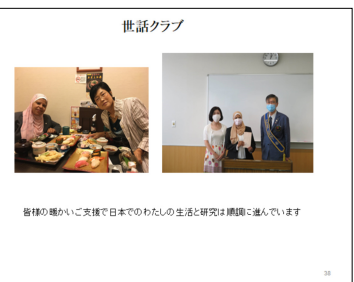 世話クラブ
皆様の暖かいご支援で日本でのわたしの生活と研究は順調に進んでいます
38